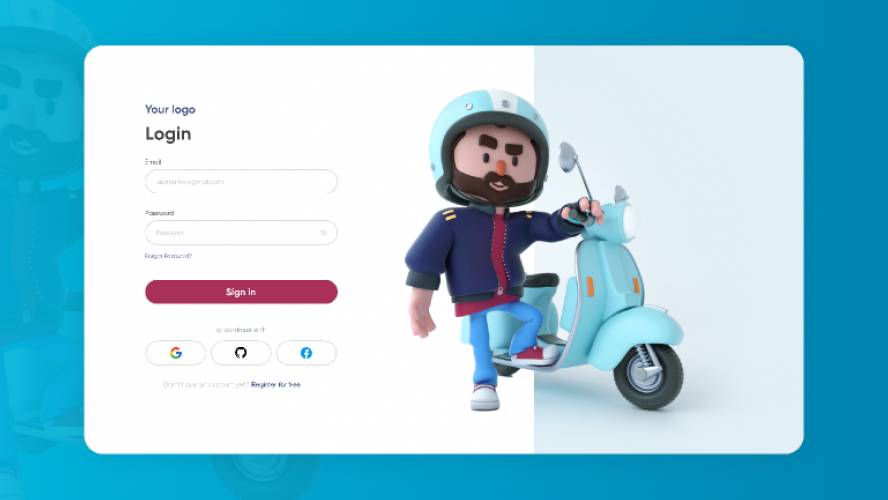 Your logo
Login
Email
Password
Password
Forgot Password?
Sign in
or continue with
Don't have an account yet? Register for free